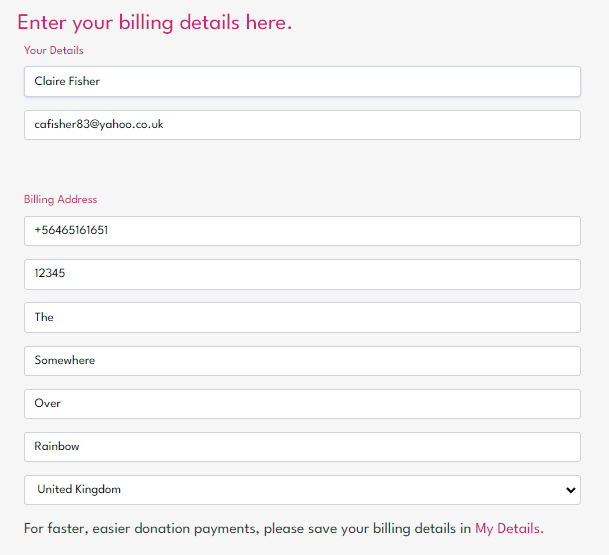 Enter your billing details here.
Your Details
Claire Fisher
cafisher83@yahoo.co.uk
Billing Address
+56465161651
12345
The
Somewhere
Over
Rainbow
United Kingdom
For faster, easier donation payments, please save your billing details in My Details.